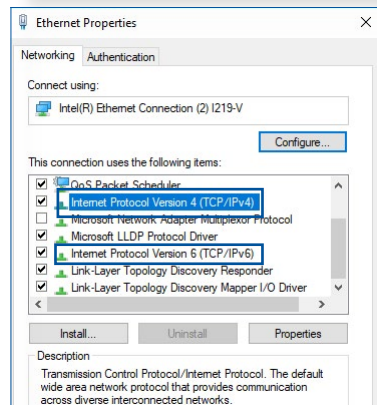 Ethernet Properties
Networking Authentication
Connect using:
Intel(R) Ethernet Connection (2) I219-V
Configure...
This connection uses the following items:
QoS Packet Scheduler
Internet Protocol Version 4 (TCP/IPv4)
Microsoft Network Adapter Multiplexor Protocol
Microsoft LLDP Protocol Driver
Internet Protocol Version 6 (TCP/IPv6)
Link-Layer Topology Discovery Responder
Link-Layer Topology Discovery Mapper I/O Driver
Install... Uninstall Properties
Description
Transmission Control Protocol/Internet Protocol. The default
wide area network protocol that provides communication
across diverse interconnected networks.